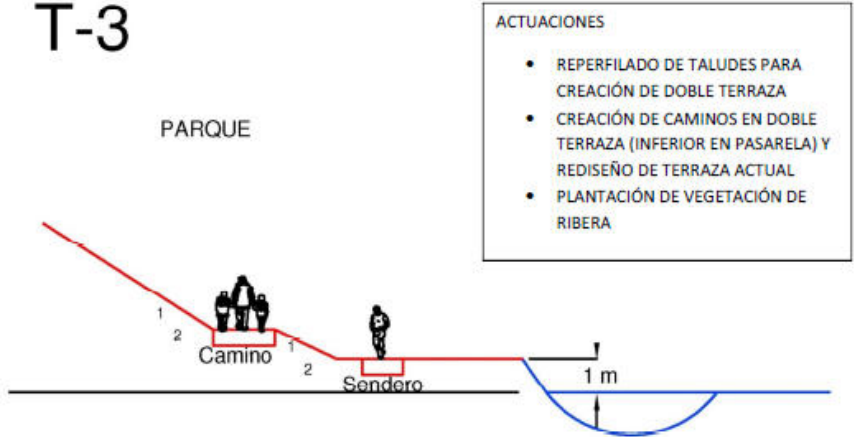 T-3
ACTUACIONES
• REPERFILADO DE TALUDES PARA
CREACIÓN DE DOBLE TERRAZA
• CREACIÓN DE CAMINOS EN DOBLE
TERRAZA (INFERIOR EN PASARELA) Y
REDISEÑO DE TERRAZA ACTUAL
• PLANTACIÓN DE VEGETACIÓN DE
RIBERA
PARQUE
1
2
Camino
1
2
Sendero
1 m